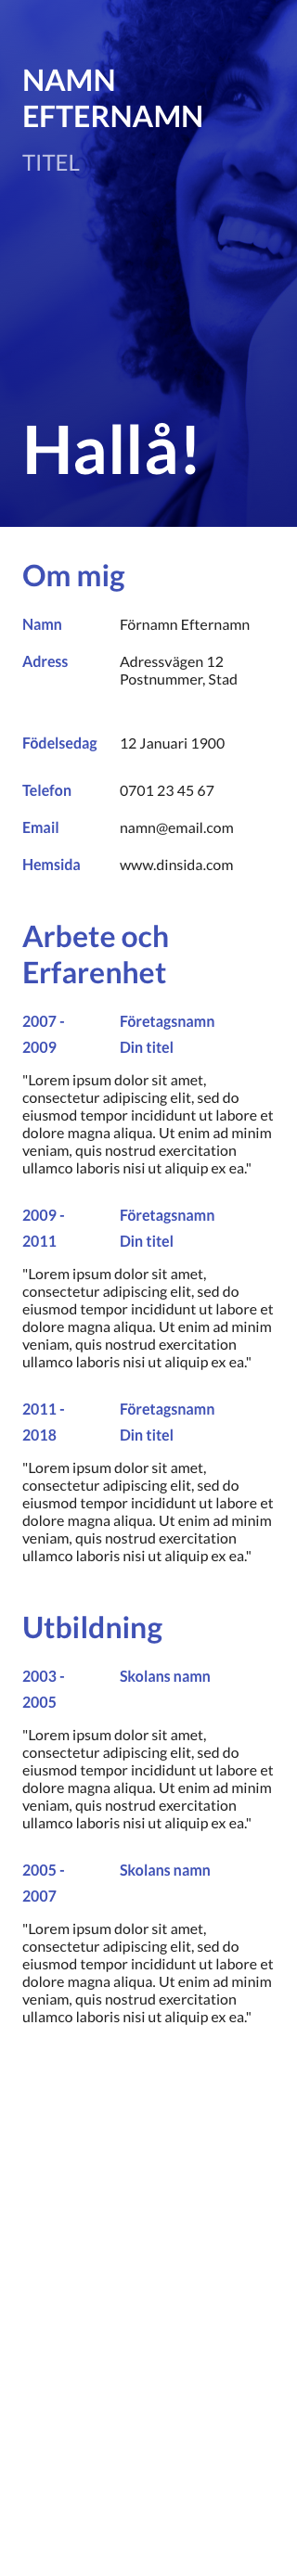 NAMN
EFTERNAMN
TITEL
Hallå!
Om mig
Namn Förnamn Efternamn
Adress Adressvägen 12
Postnummer, Stad
Födelsedag 12 Januari 1900
Telefon 0701 23 45 67
Email namn@email.com
Hemsida www.dinsida.com
Arbete och
Erfarenhet
2007 - Företagsnamn
2009 Din titel
"Lorem ipsum dolor sit amet,
consectetur adipiscing elit, sed do
eiusmod tempor incididunt ut labore et
dolore magna aliqua. Ut enim ad minim
veniam, quis nostrud exercitation
ullamco laboris nisi ut aliquip ex ea."
2009 - Företagsnamn
2011 Din titel
"Lorem ipsum dolor sit amet,
consectetur adipiscing elit, sed do
eiusmod tempor incididunt ut labore et
dolore magna aliqua. Ut enim ad minim
veniam, quis nostrud exercitation
ullamco laboris nisi ut aliquip ex ea."
2011 - Företagsnamn
2018 Din titel
"Lorem ipsum dolor sit amet,
consectetur adipiscing elit, sed do
eiusmod tempor incididunt ut labore et
dolore magna aliqua. Ut enim ad minim
veniam, quis nostrud exercitation
ullamco laboris nisi ut aliquip ex ea."
Utbildning
2003 - Skolans namn
2005
"Lorem ipsum dolor sit amet,
consectetur adipiscing elit, sed do
eiusmod tempor incididunt ut labore et
dolore magna aliqua. Ut enim ad minim
veniam, quis nostrud exercitation
ullamco laboris nisi ut aliquip ex ea."
2005 - Skolans namn
2007
"Lorem ipsum dolor sit amet,
consectetur adipiscing elit, sed do
eiusmod tempor incididunt ut labore et
dolore magna aliqua. Ut enim ad minim
veniam, quis nostrud exercitation
ullamco laboris nisi ut aliquip ex ea."